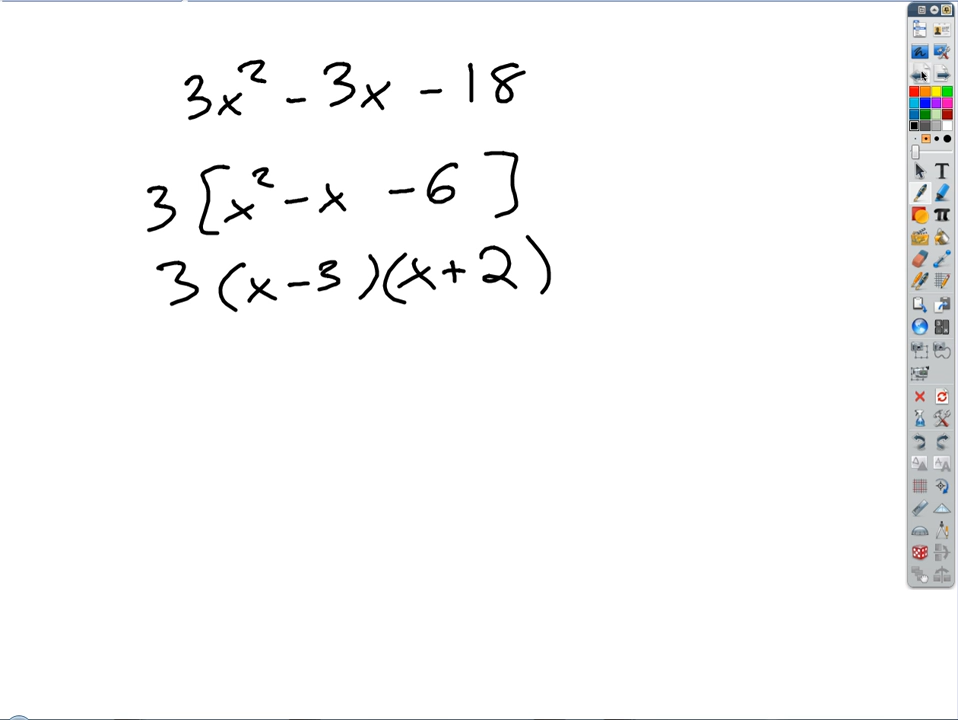 3x² - 3x - 18
3[x² - x - 6]
3(x-3)(x+2)